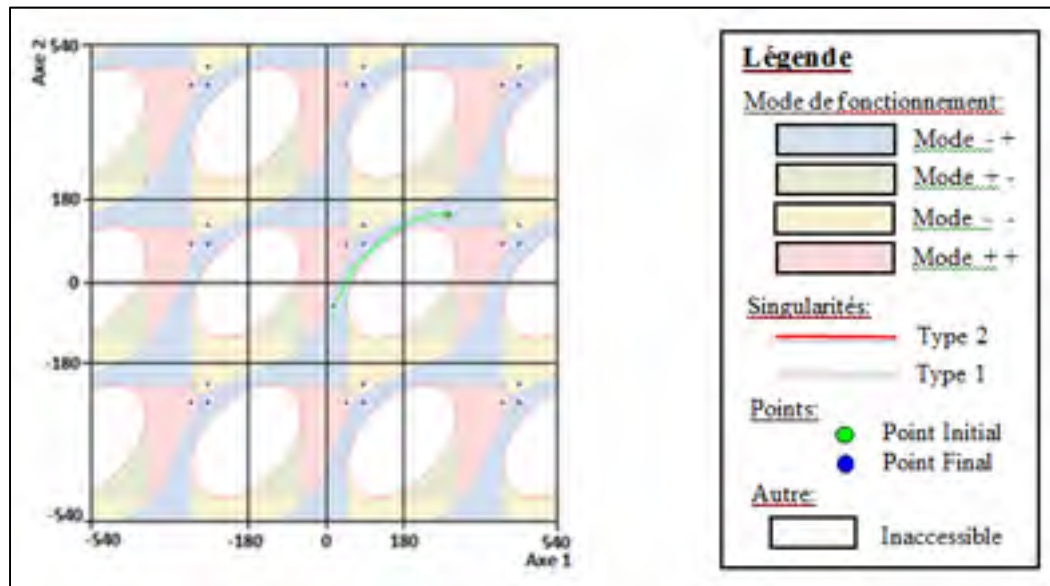 Axe 2
540
180
0
-180
-540
-540
-180
0
180
540
Axe 1
Légende
Mode de fonctionnement:
Mode - +
Mode + -
Mode - -
Mode + +
Singularités:
Type 2
Type 1
Points:
Point Initial
Point Final
Autre:
Inaccessible